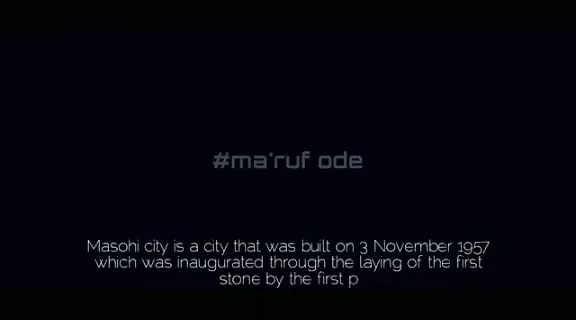 #ma'ruf ode
Masohi city is a city that was built on 3 November 1957
which was inaugurated through the laying of the first
stone by the first p